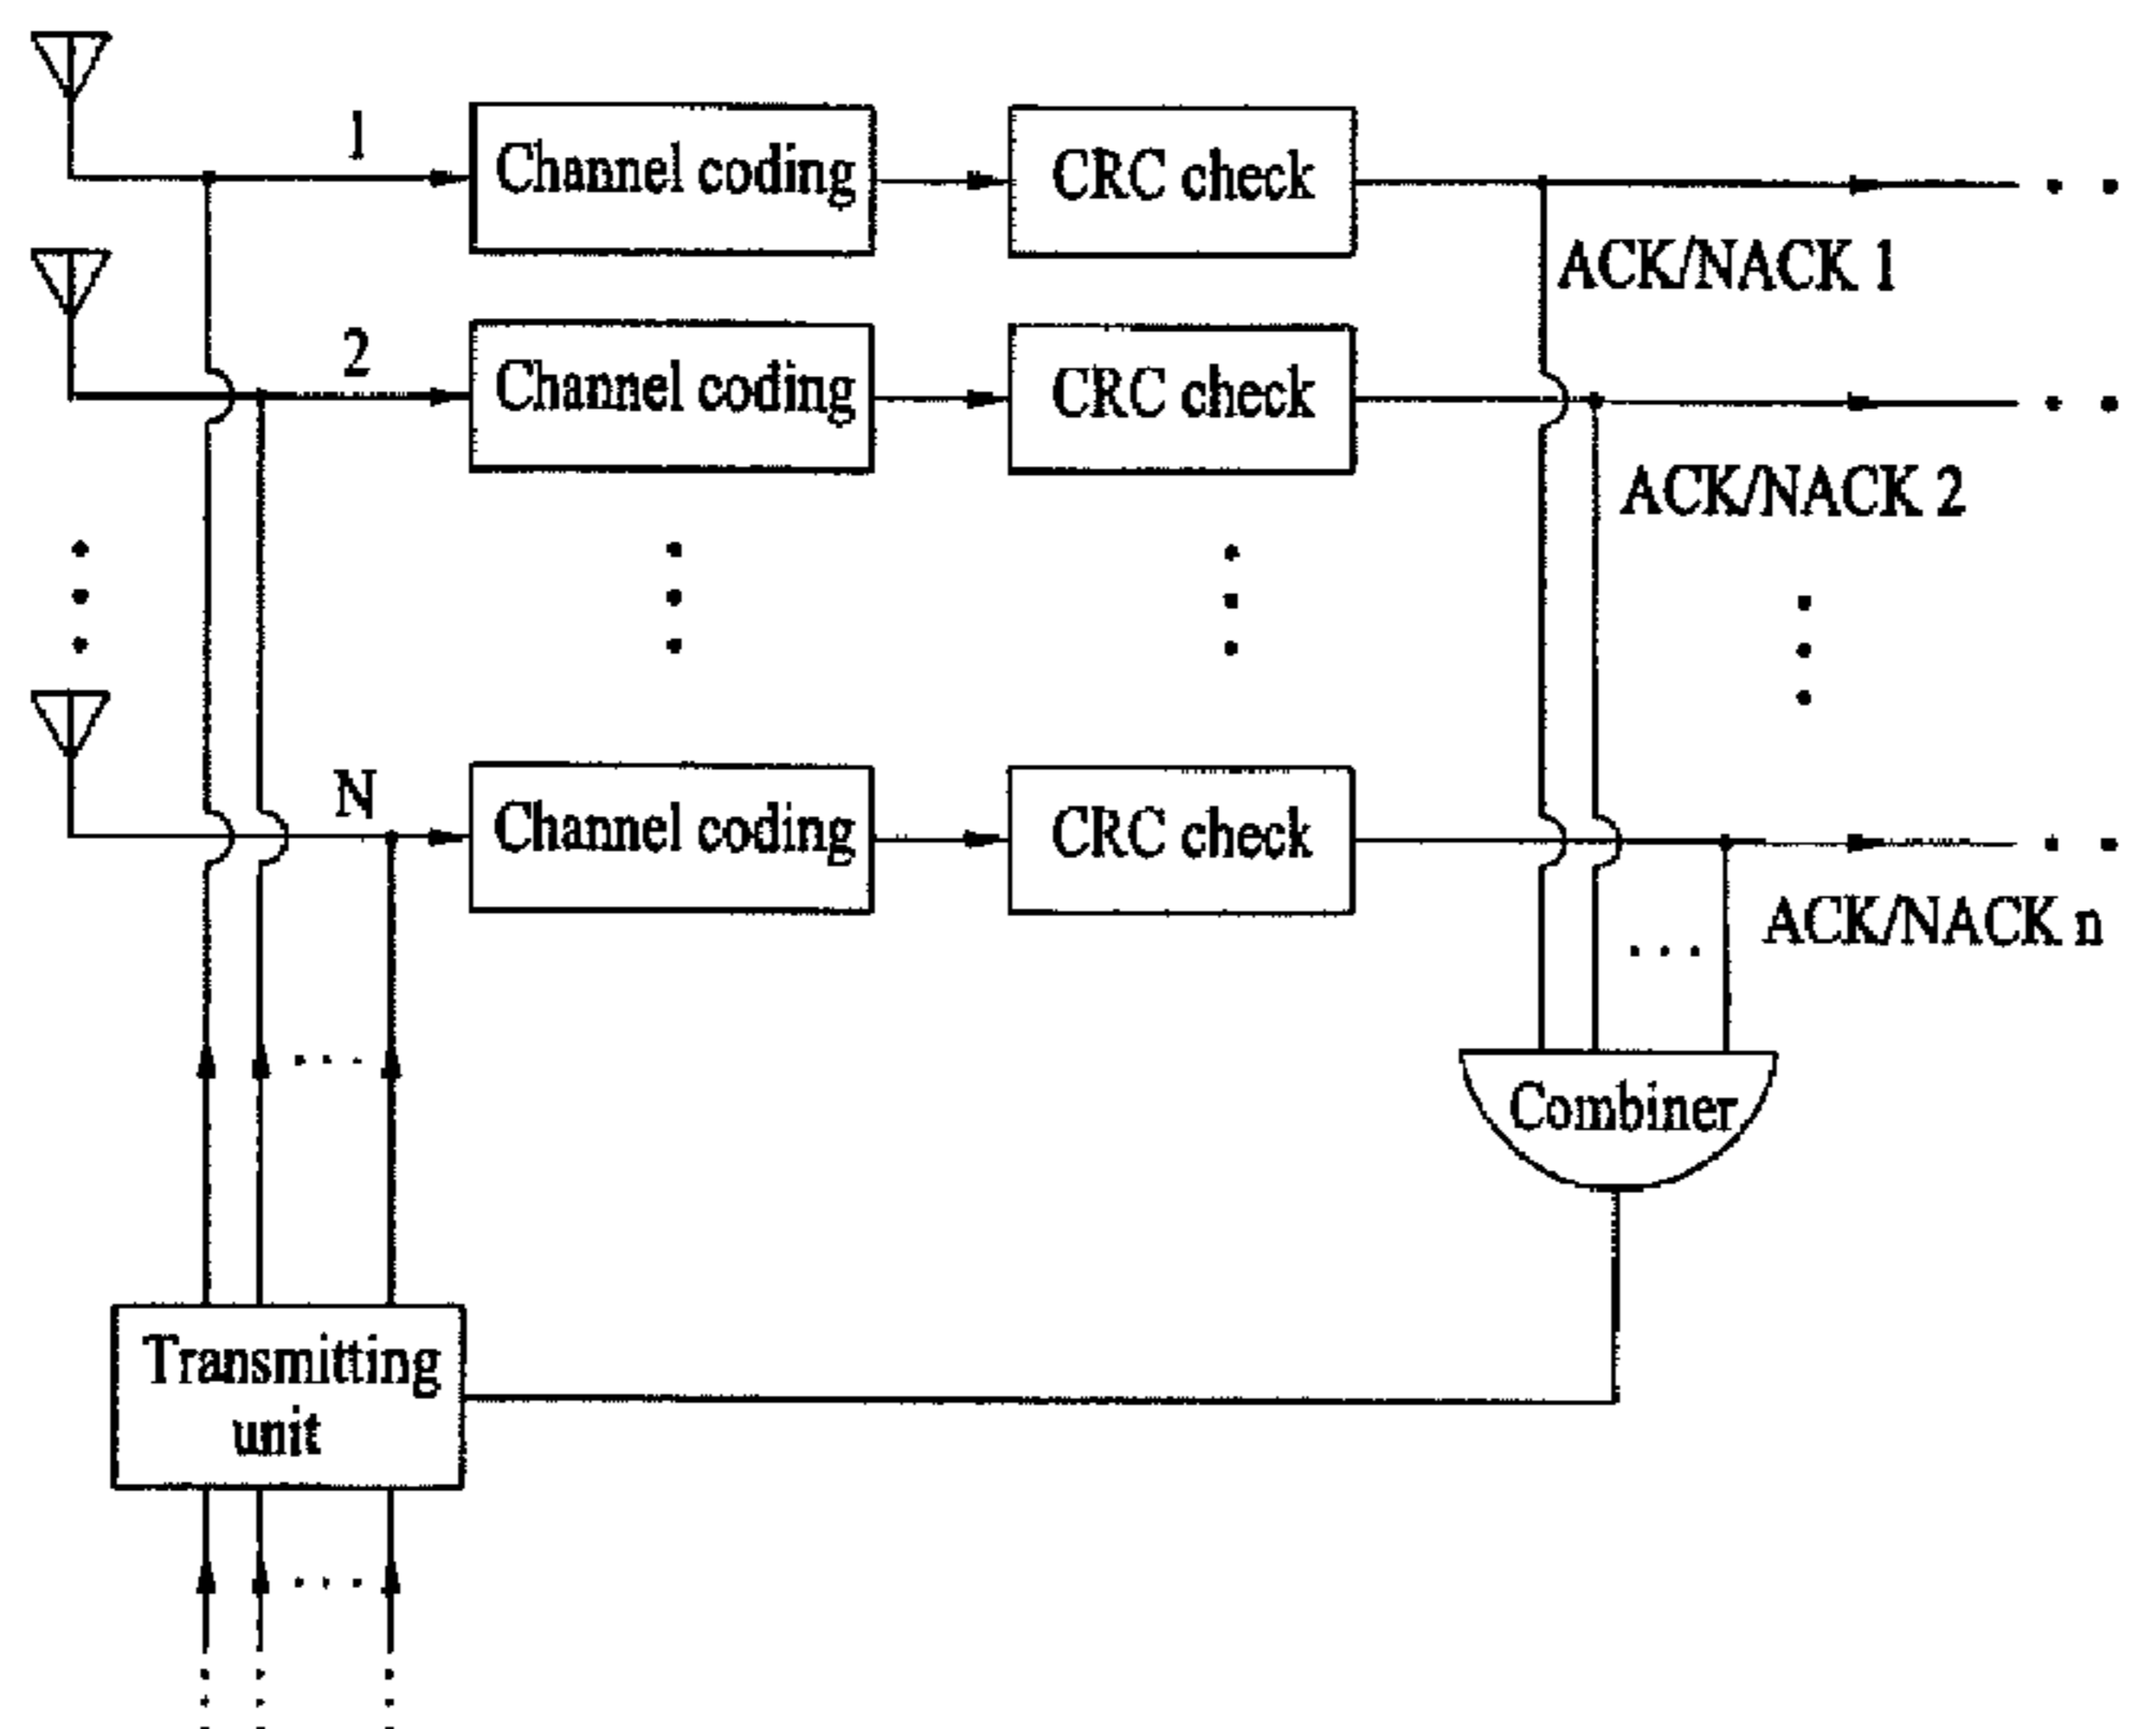 1
Channel coding
CRC check
ACK/NACK 1
2
Channel coding
CRC check
ACK/NACK 2
N
Channel coding
CRC check
ACK/NACK n
Combiner
Transmitting
unit